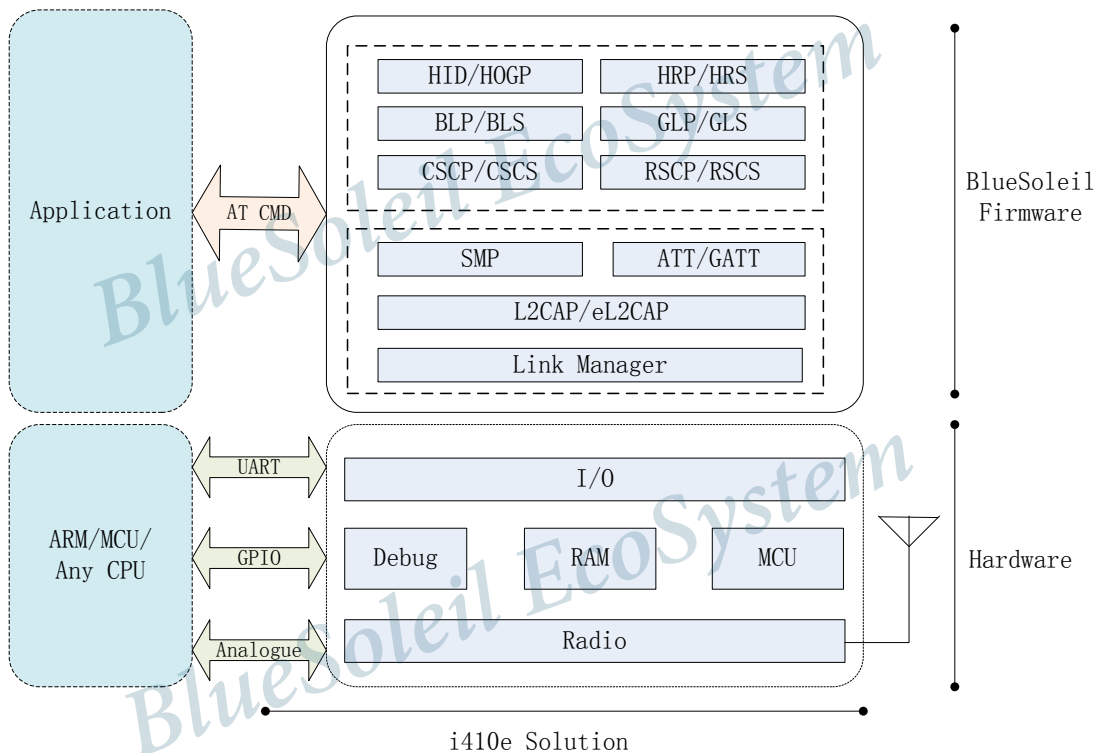 HID/HOGP HRP/HRS
BLP/BLS GLP/GLS
CSCP/CSCS RSCP/RSCS
Application
AT CMD
BlueSoleil
Firmware
SMP ATT/GATT
L2CAP/eL2CAP
Link Manager
BlueSoleil EcoSystem
UART
I/O
ARM/MCU/
Any CPU
GPIO
Debug RAM MCU
Hardware
Analogue
Radio
BlueSoleil EcoSystem
i410e Solution